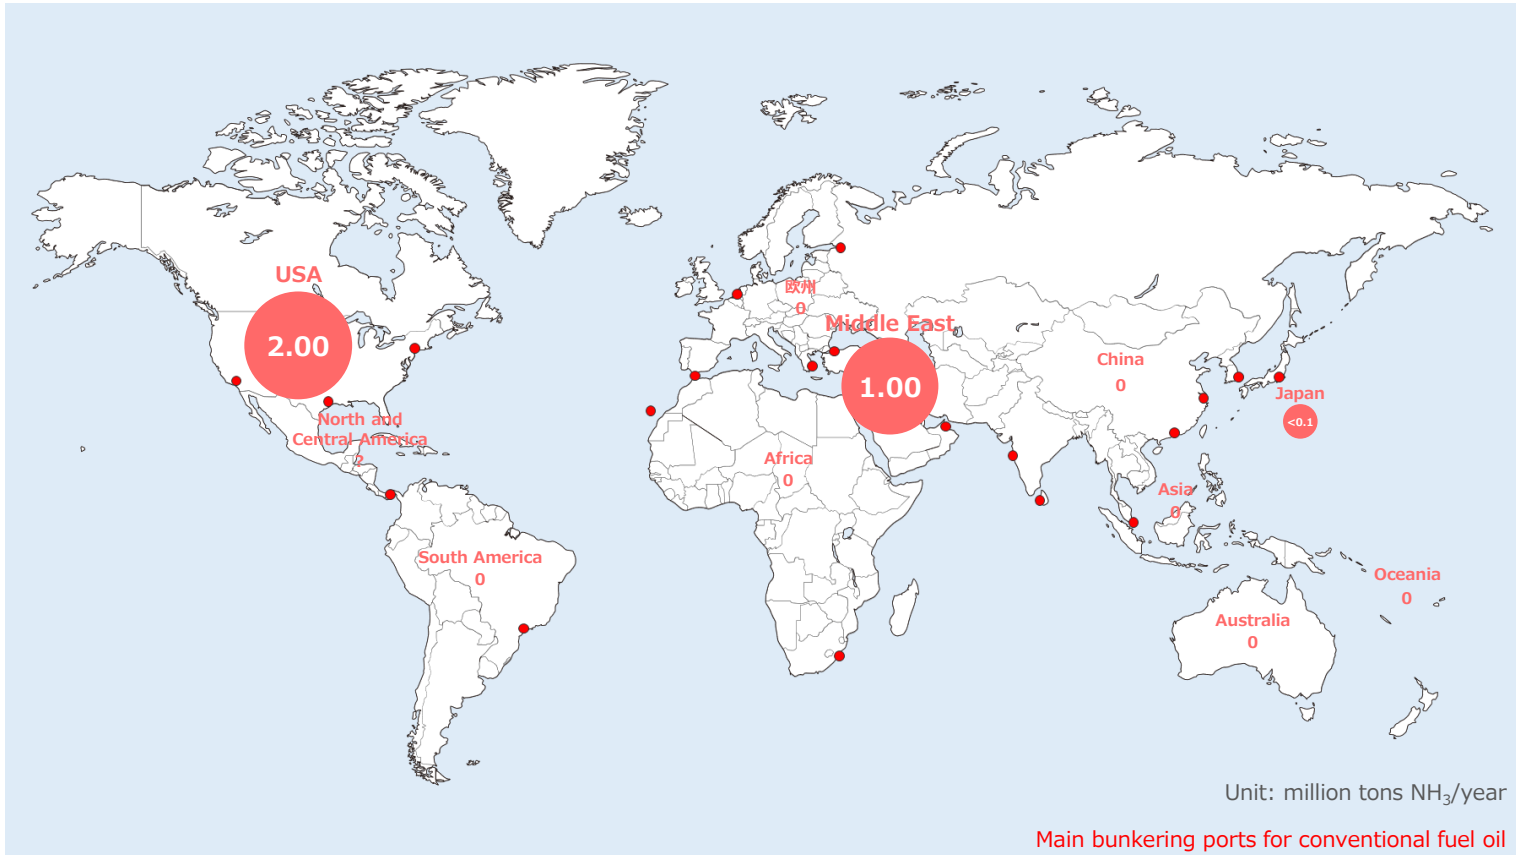 USA
2.00
North and
Central America
2
South America
0
欧州
0
Middle East
1.00
Africa
0
China
0
Japan
<0.1
Asia
0
Oceania
0
Australia
0
Unit: million tons NH₃/year
Main bunkering ports for conventional fuel oil